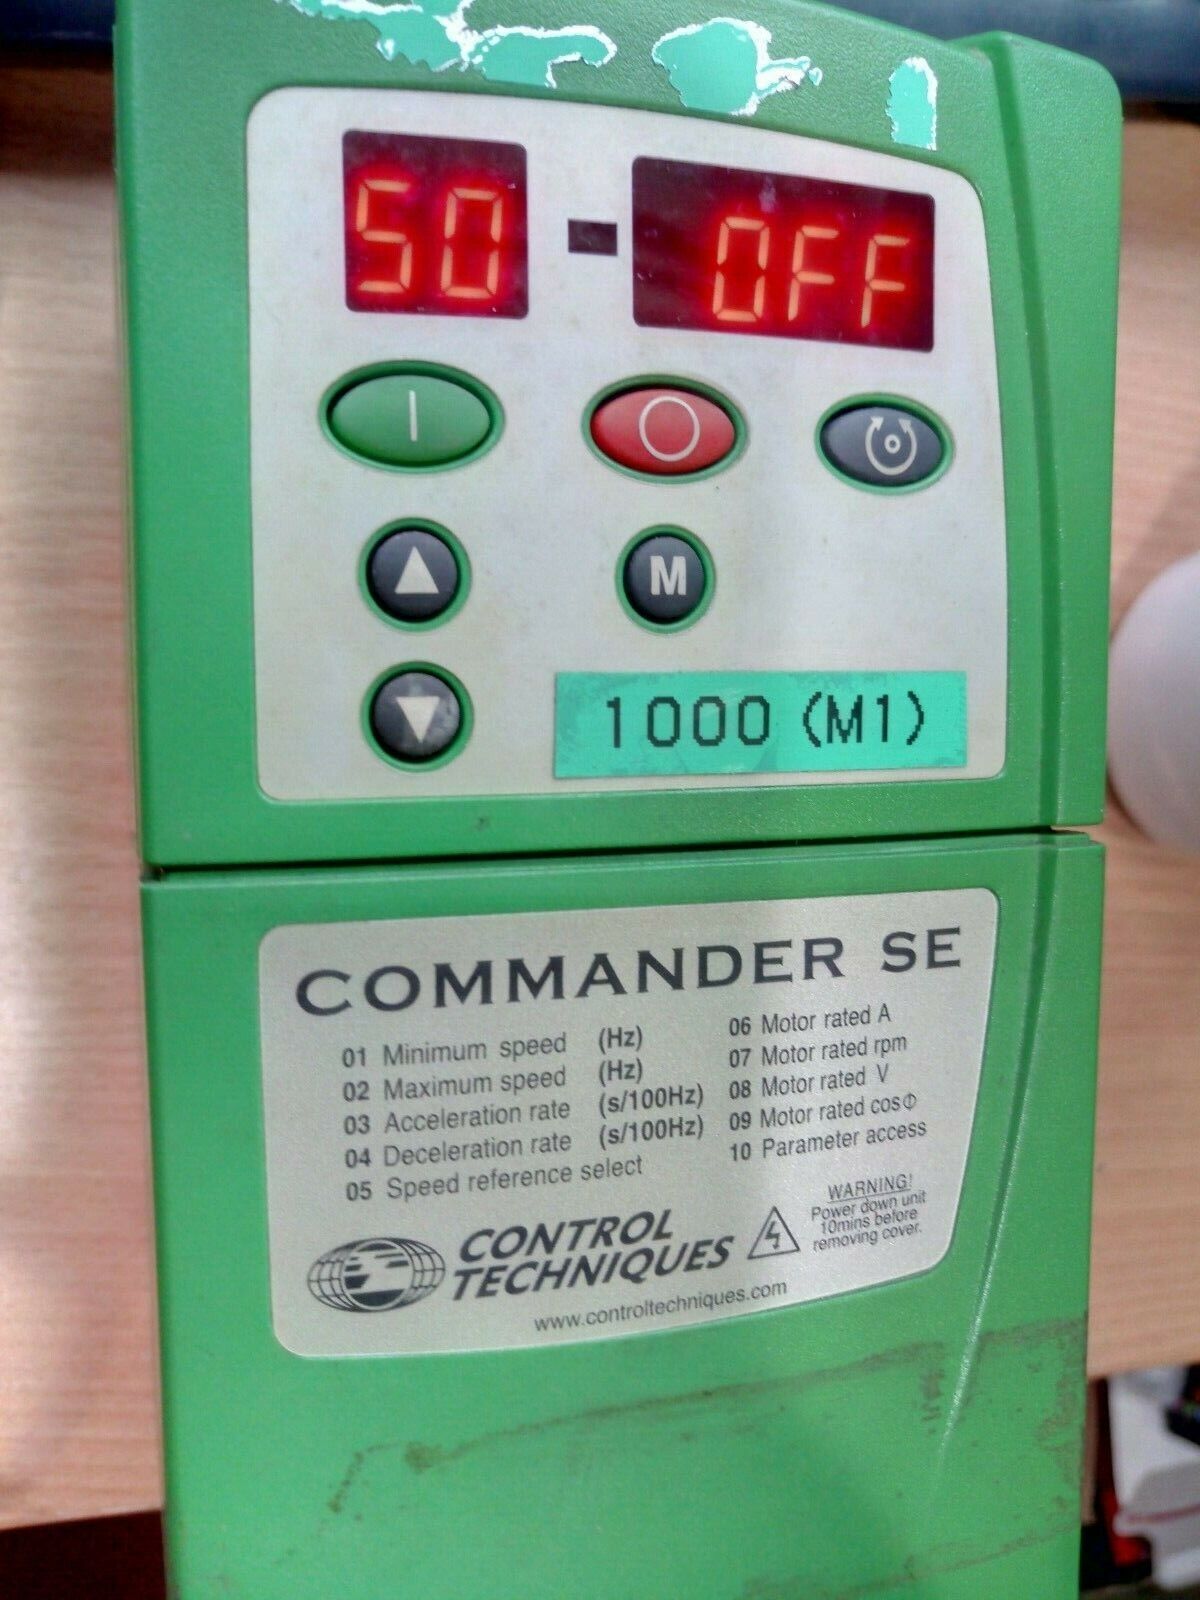 50 - OFF
M
1000 (M1)
COMMANDER SE
01 Minimum speed (Hz)
02 Maximum speed (Hz)
03 Acceleration rate (s/100Hz)
04 Deceleration rate (s/100Hz)
05 Speed reference select
06 Motor rated A
07 Motor rated rpm
08 Motor rated V
09 Motor rated cosΦ
10 Parameter access
CONTROL
TECHNIQUES
WARNING!
Power down unit
10mins before
removing cover.
www.controltechniques.com